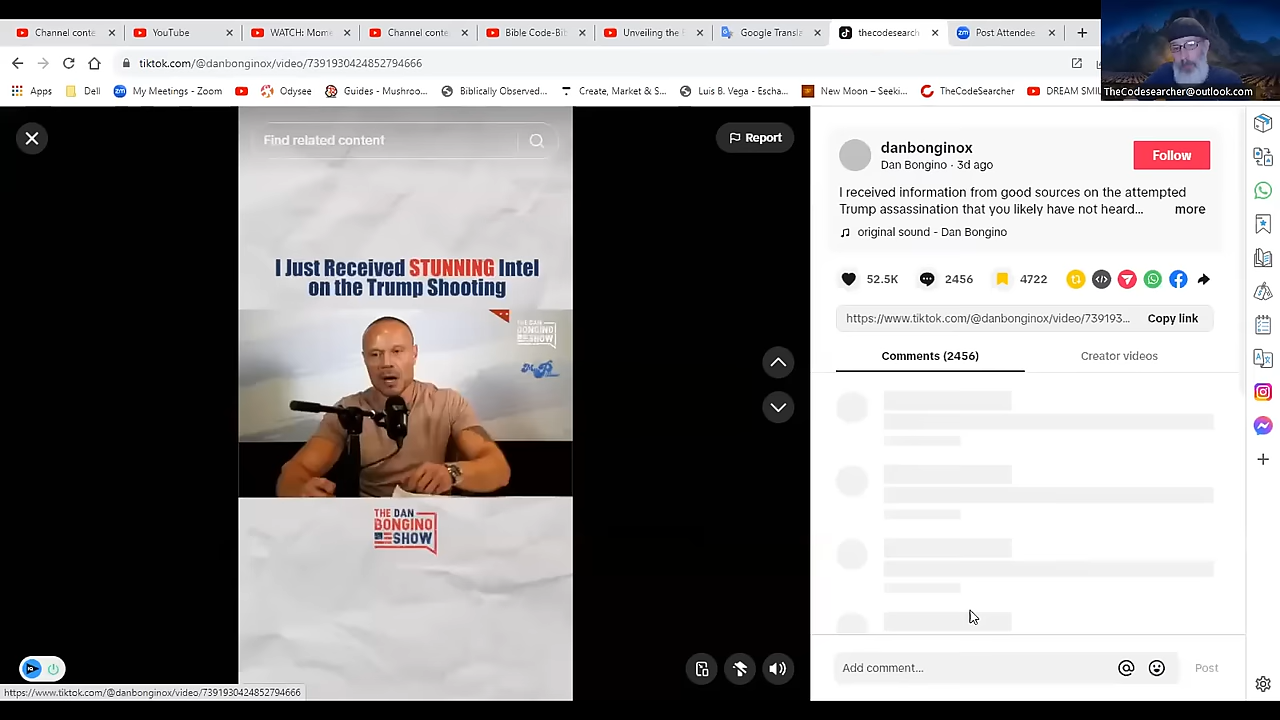 Channel conte
YouTube
WATCH: Mome
Channel conte
Bible Code-Bib
Unveiling the
Google Transla
thecodesearch
Post Attendee
tiktok.com/@danbonginox/video/7391930424852794666
Apps
Dell
My Meetings - Zoom
Odysee
Guides - Mushroo...
Biblically Observed...
Create, Market & S...
Luis B. Vega - Escha...
New Moon – Seeki...
TheCodeSearcher
DREAM SMI
TheCodesearcher@outlook.com
Find related content
Report
I Just Received STUNNING Intel
on the Trump Shooting
THE DAN
BONGINO
SHOW
THE DAN
BONGINO
SHOW
danbonginox
Dan Bongino · 3d ago
Follow
I received information from good sources on the attempted
Trump assassination that you likely have not heard... more
original sound - Dan Bongino
52.5K
2456
4722
https://www.tiktok.com/@danbonginox/video/739193...
Copy link
Comments (2456)
Creator videos
Add comment...
Post
https://www.tiktok.com/@danbonginox/video/7391930424852794666